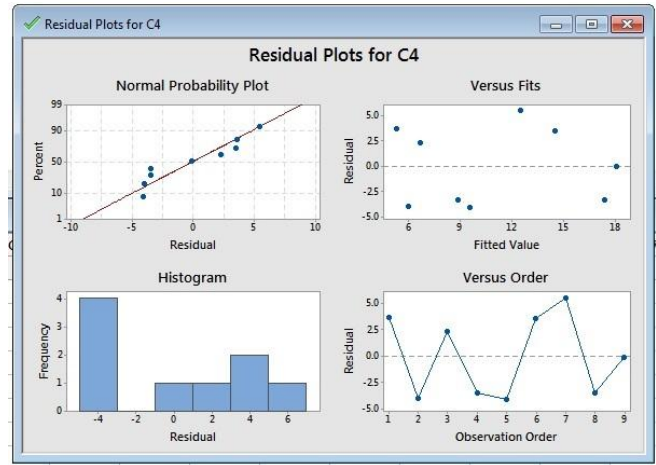 Residual Plots for C4
Residual Plots for C4
Normal Probability Plot
99
90
50
10
1
Percent
-10 -5 0 5 10
Residual
Versus Fits
5.0
2.5
0.0
-2.5
-5.0
Residual
6 9 12 15 18
Fitted Value
Histogram
4
3
2
1
0
Frequency
-4 -2 0 2 4 6
Residual
Versus Order
5.0
2.5
0.0
-2.5
-5.0
Residual
1 2 3 4 5 6 7 8 9
Observation Order